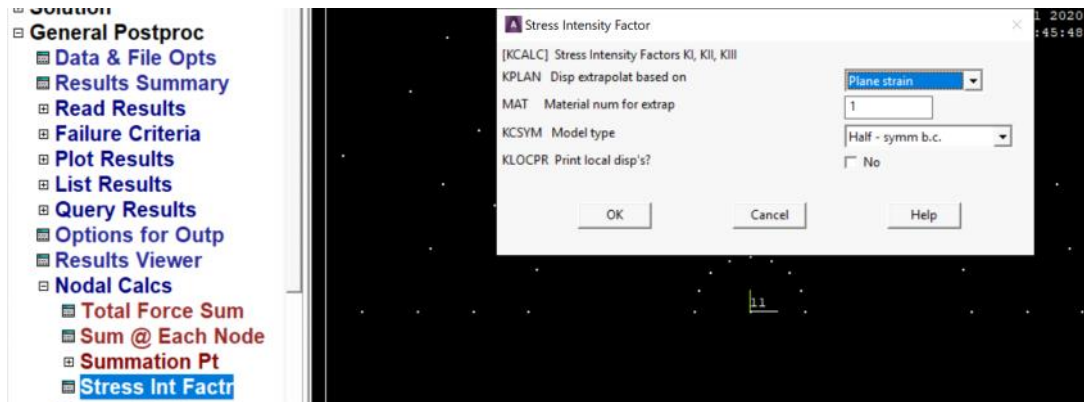 Solution
General Postproc
Data & File Opts
Results Summary
Read Results
Failure Criteria
Plot Results
List Results
Query Results
Options for Outp
Results Viewer
Nodal Calcs
Total Force Sum
Sum @ Each Node
Summation Pt
Stress Int Factr
Stress Intensity Factor
[KCALC] Stress Intensity Factors KI, KII, KIII
KPLAN Disp extrapolat based on
Plane strain
MAT Material num for extrap
1
KCSYM Model type
Half - symm b.c.
KLOCPR Print local disp's?
No
OK
Cancel
Help
1 2020
:45:48
11